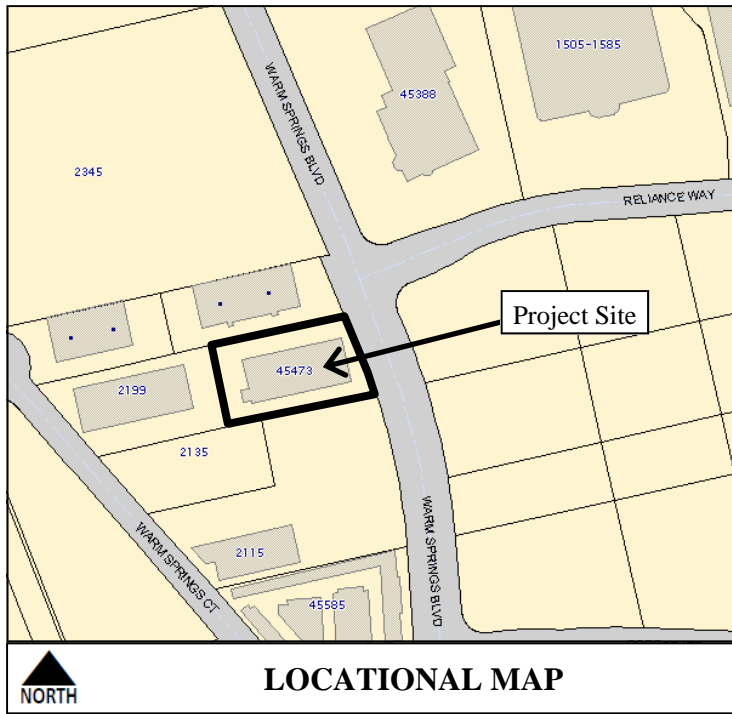 1505-1585
WARM SPRINGS BLVD
45388
2345
RELIANCE WAY
Project Site
45473
2199
2135
WARM SPRINGS BLVD
WARM SPRINGS CT
2115
45585
NORTH
LOCATIONAL MAP